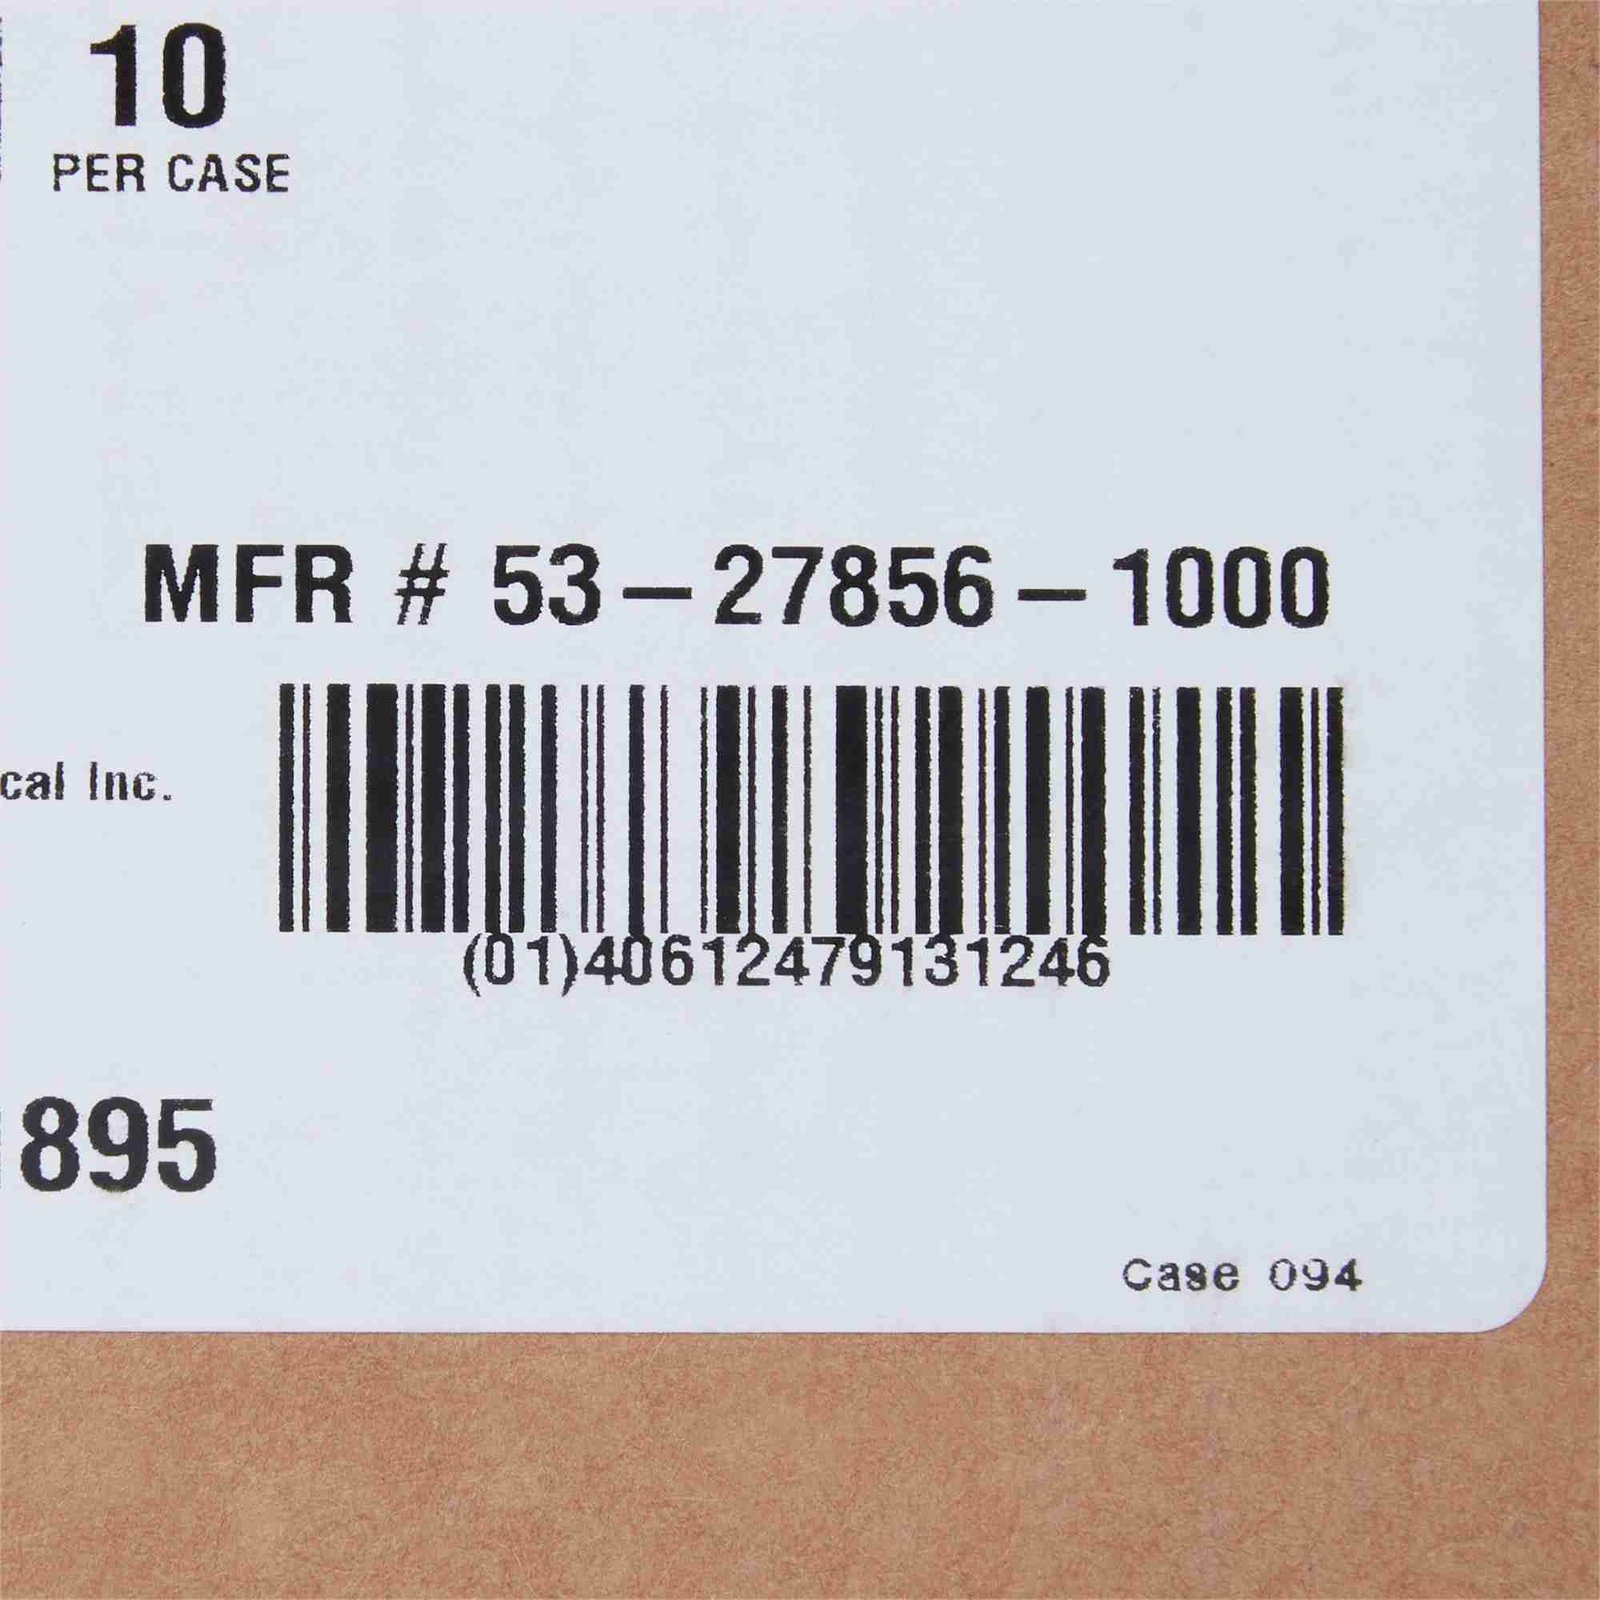 10
PER CASE
MFR # 53-27856-1000
cal Inc.
(01)40612479131246
895
Case 094